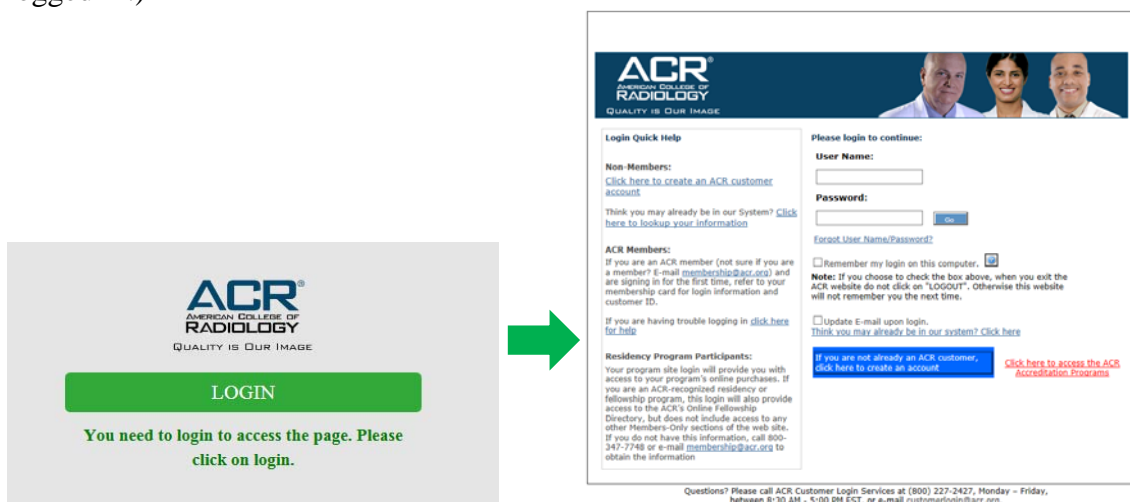 ACR®
AMERICAN COLLEGE OF
RADIOLOGY
QUALITY IS OUR IMAGE
LOGIN
You need to login to access the page. Please
click on login.
ACR®
AMERICAN COLLEGE OF
RADIOLOGY
QUALITY IS OUR IMAGE
Login Quick Help
Non-Members:
Click here to create an ACR customer
account
Think you may already be in our System? Click
here to lookup your information
ACR Members:
If you are an ACR member (not sure if you are
a member? E-mail membership@acr.org) and
are signing in for the first time, refer to your
membership card for login information and
customer ID.
If you are having trouble logging in click here
for help
Residency Program Participants:
Your program site login will provide you with
access to your program's online purchases. If
you are an ACR-recognized residency or
fellowship program, this login will also provide
access to the ACR's Online Fellowship
Directory, but does not include access to any
other Members-Only sections of the web site.
If you do not have this information, call 800-
347-7748 or e-mail membership@acr.org to
obtain the information
Please login to continue:
User Name:
Password:
Go
Forgot User Name/Password?
Remember my login on this computer.
Note: If you choose to check the box above, when you exit the
ACR website do not click on "LOGOUT". Otherwise this website
will not remember you the next time.
Update E-mail upon login.
Think you may already be in our system? Click here
If you are not already an ACR customer,
click here to create an account
Click here to access the ACR
Accreditation Programs
Questions? Please call ACR Customer Login Services at (800) 227-2427, Monday – Friday,
between 8:30 AM - 5:00 PM EST, or e-mail customerlogin@acr.org